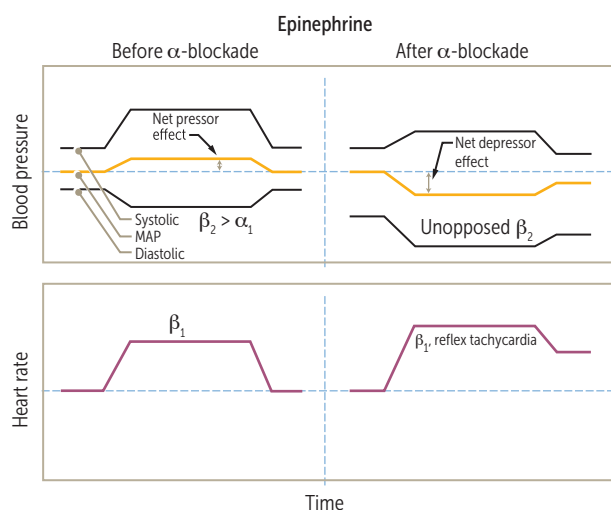 Epinephrine
Before α-blockade
After α-blockade
Blood pressure
Net pressor
effect
Net depressor
effect
Systolic
MAP
Diastolic
β₂ > α₁
Unopposed β₂
Heart rate
β₁
β₁, reflex tachycardia
Time